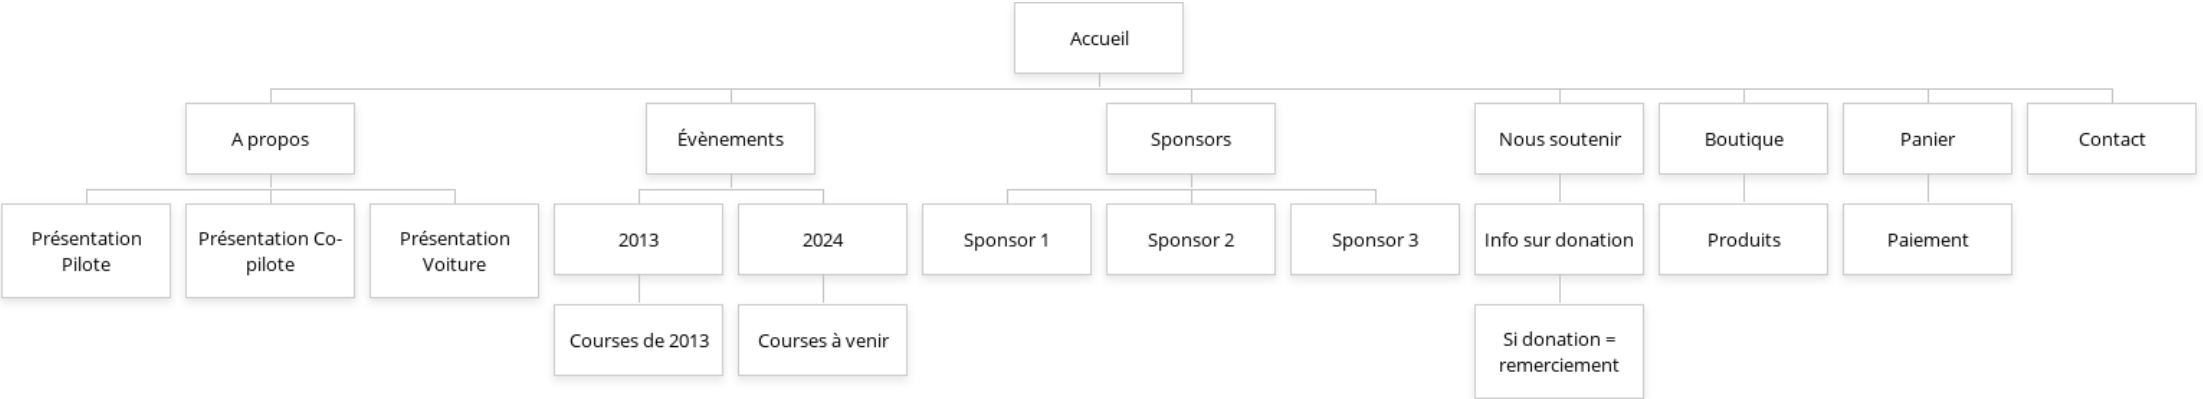 Accueil
A propos
Évènements
Sponsors
Nous soutenir
Boutique
Panier
Contact
Présentation
Pilote
Présentation Co-
pilote
Présentation
Voiture
2013
2024
Sponsor 1
Sponsor 2
Sponsor 3
Info sur donation
Produits
Paiement
Courses de 2013
Courses à venir
Si donation =
remerciement